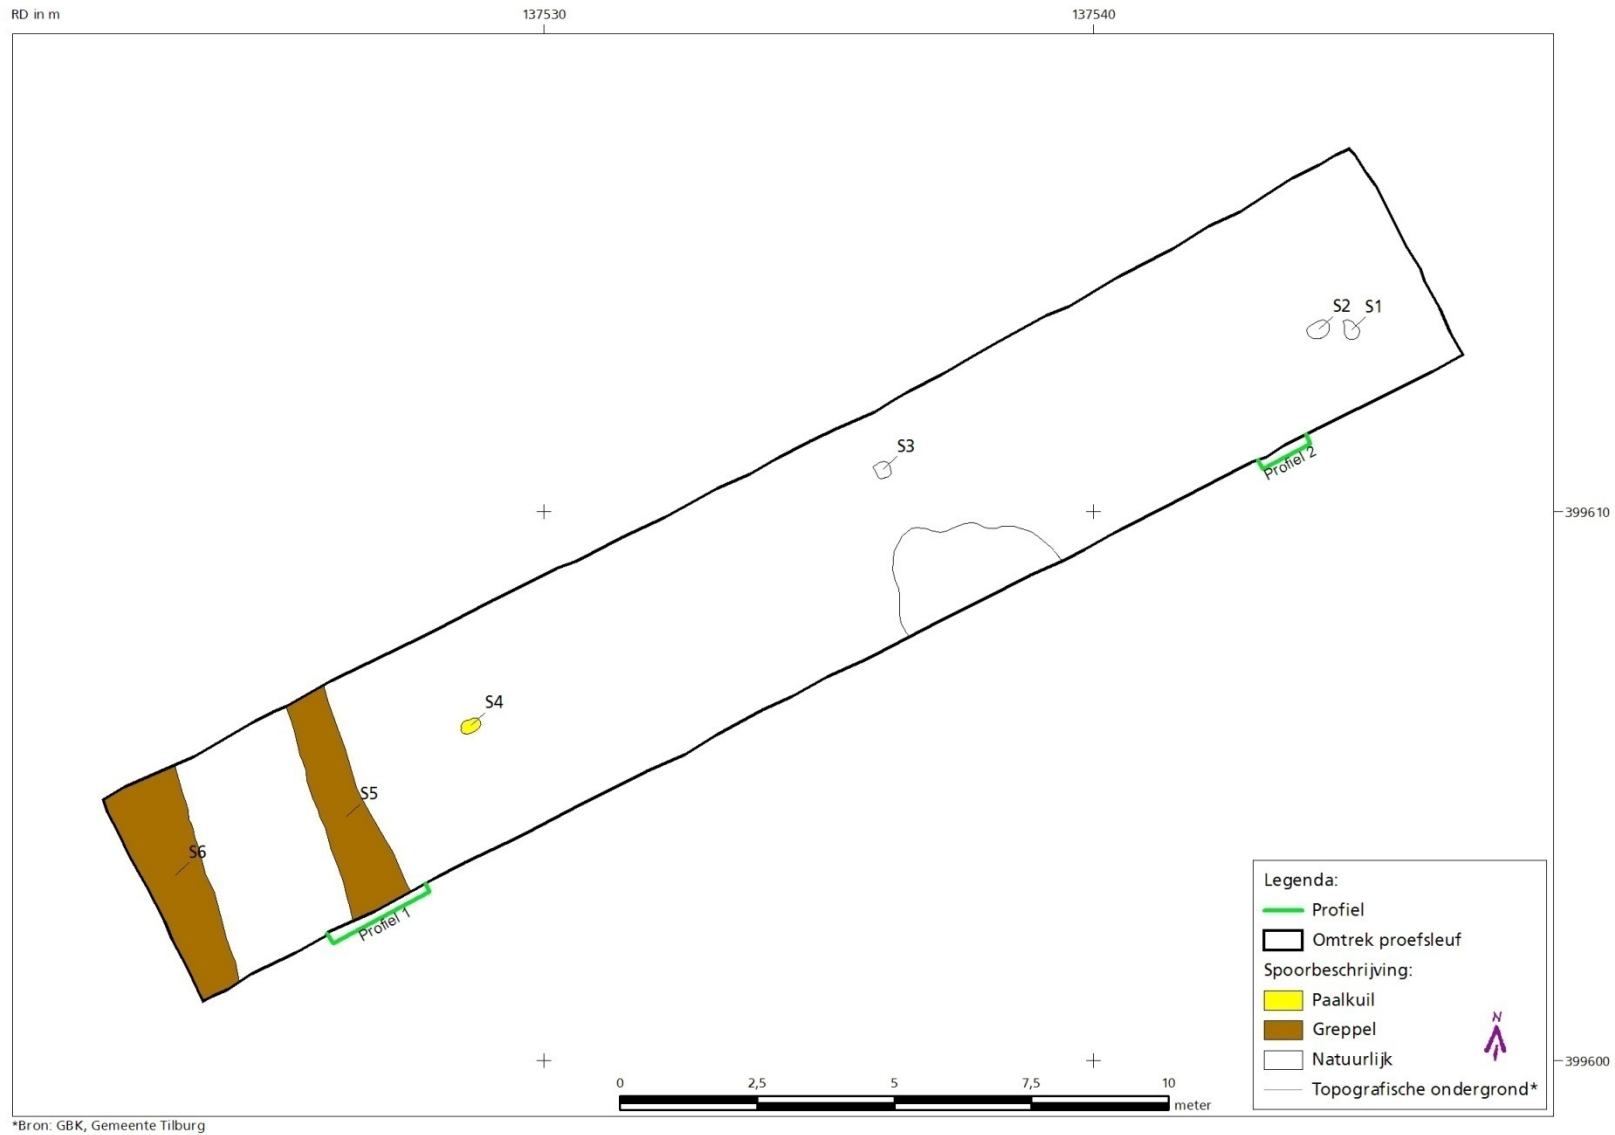 RD in m
137530
137540
S2
S1
S3
Profiel 2
399610
S4
S5
S6
Profiel 1
Legenda:
Profiel
Omtrek proefsleuf
Spoorbeschrijving:
Paalkuil
Greppel
N
Natuurlijk
399600
Topografische ondergrond*
0
2,5
5
7,5
10
meter
*Bron: GBK, Gemeente Tilburg